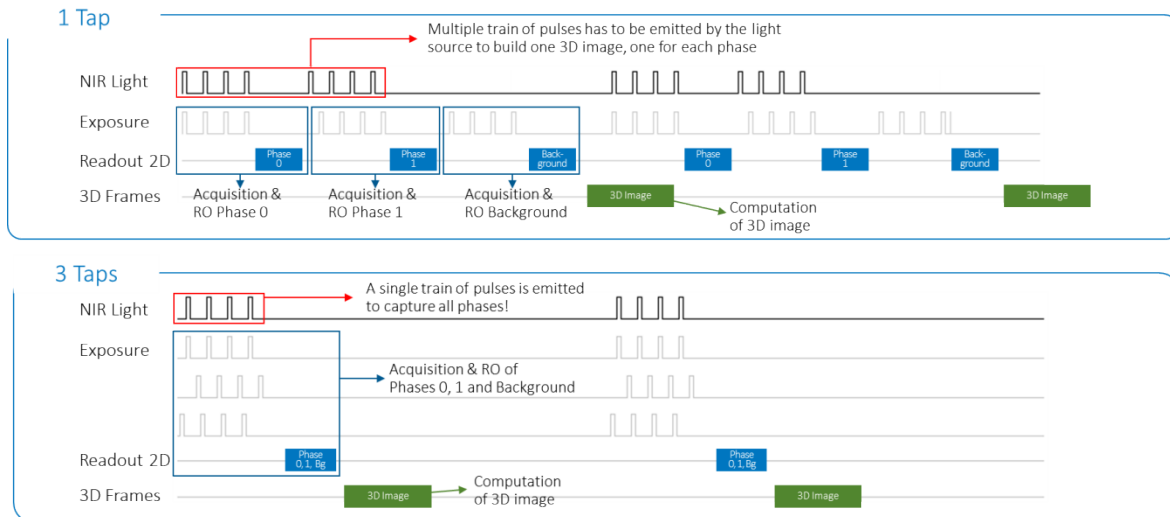 1 Tap
Multiple train of pulses has to be emitted by the light
source to build one 3D image, one for each phase
NIR Light
Exposure
Readout 2D
Phase
0
Phase
1
Back-
ground
Phase
0
Phase
1
Back-
ground
3D Frames
Acquisition &
RO Phase 0
Acquisition &
RO Phase 1
Acquisition &
RO Background
3D Image
Computation
of 3D image
3D Image
3 Taps
A single train of pulses is emitted
to capture all phases!
NIR Light
Exposure
Acquisition & RO of
Phases 0, 1 and Background
Readout 2D
Phase
0, 1, Bg
Phase
0, 1, Bg
3D Frames
3D Image
Computation
of 3D image
3D Image